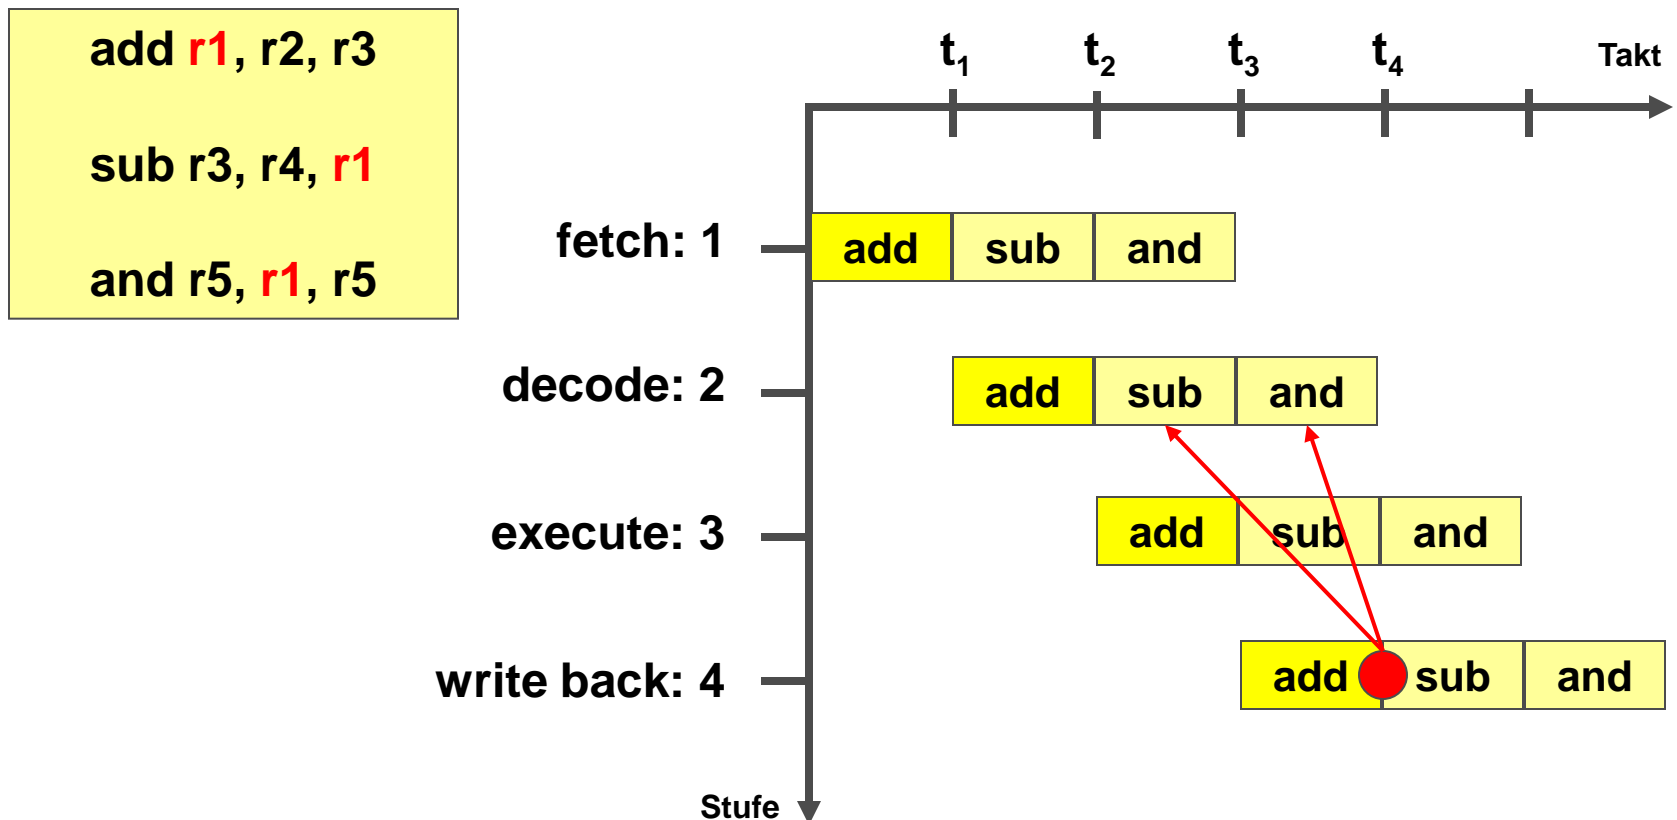 add r1, r2, r3
sub r3, r4, r1
and r5, r1, r5
t1 t2 t3 t4 Takt
fetch: 1 add sub and
decode: 2 add sub and
execute: 3 add sub and
write back: 4 add sub and
Stufe